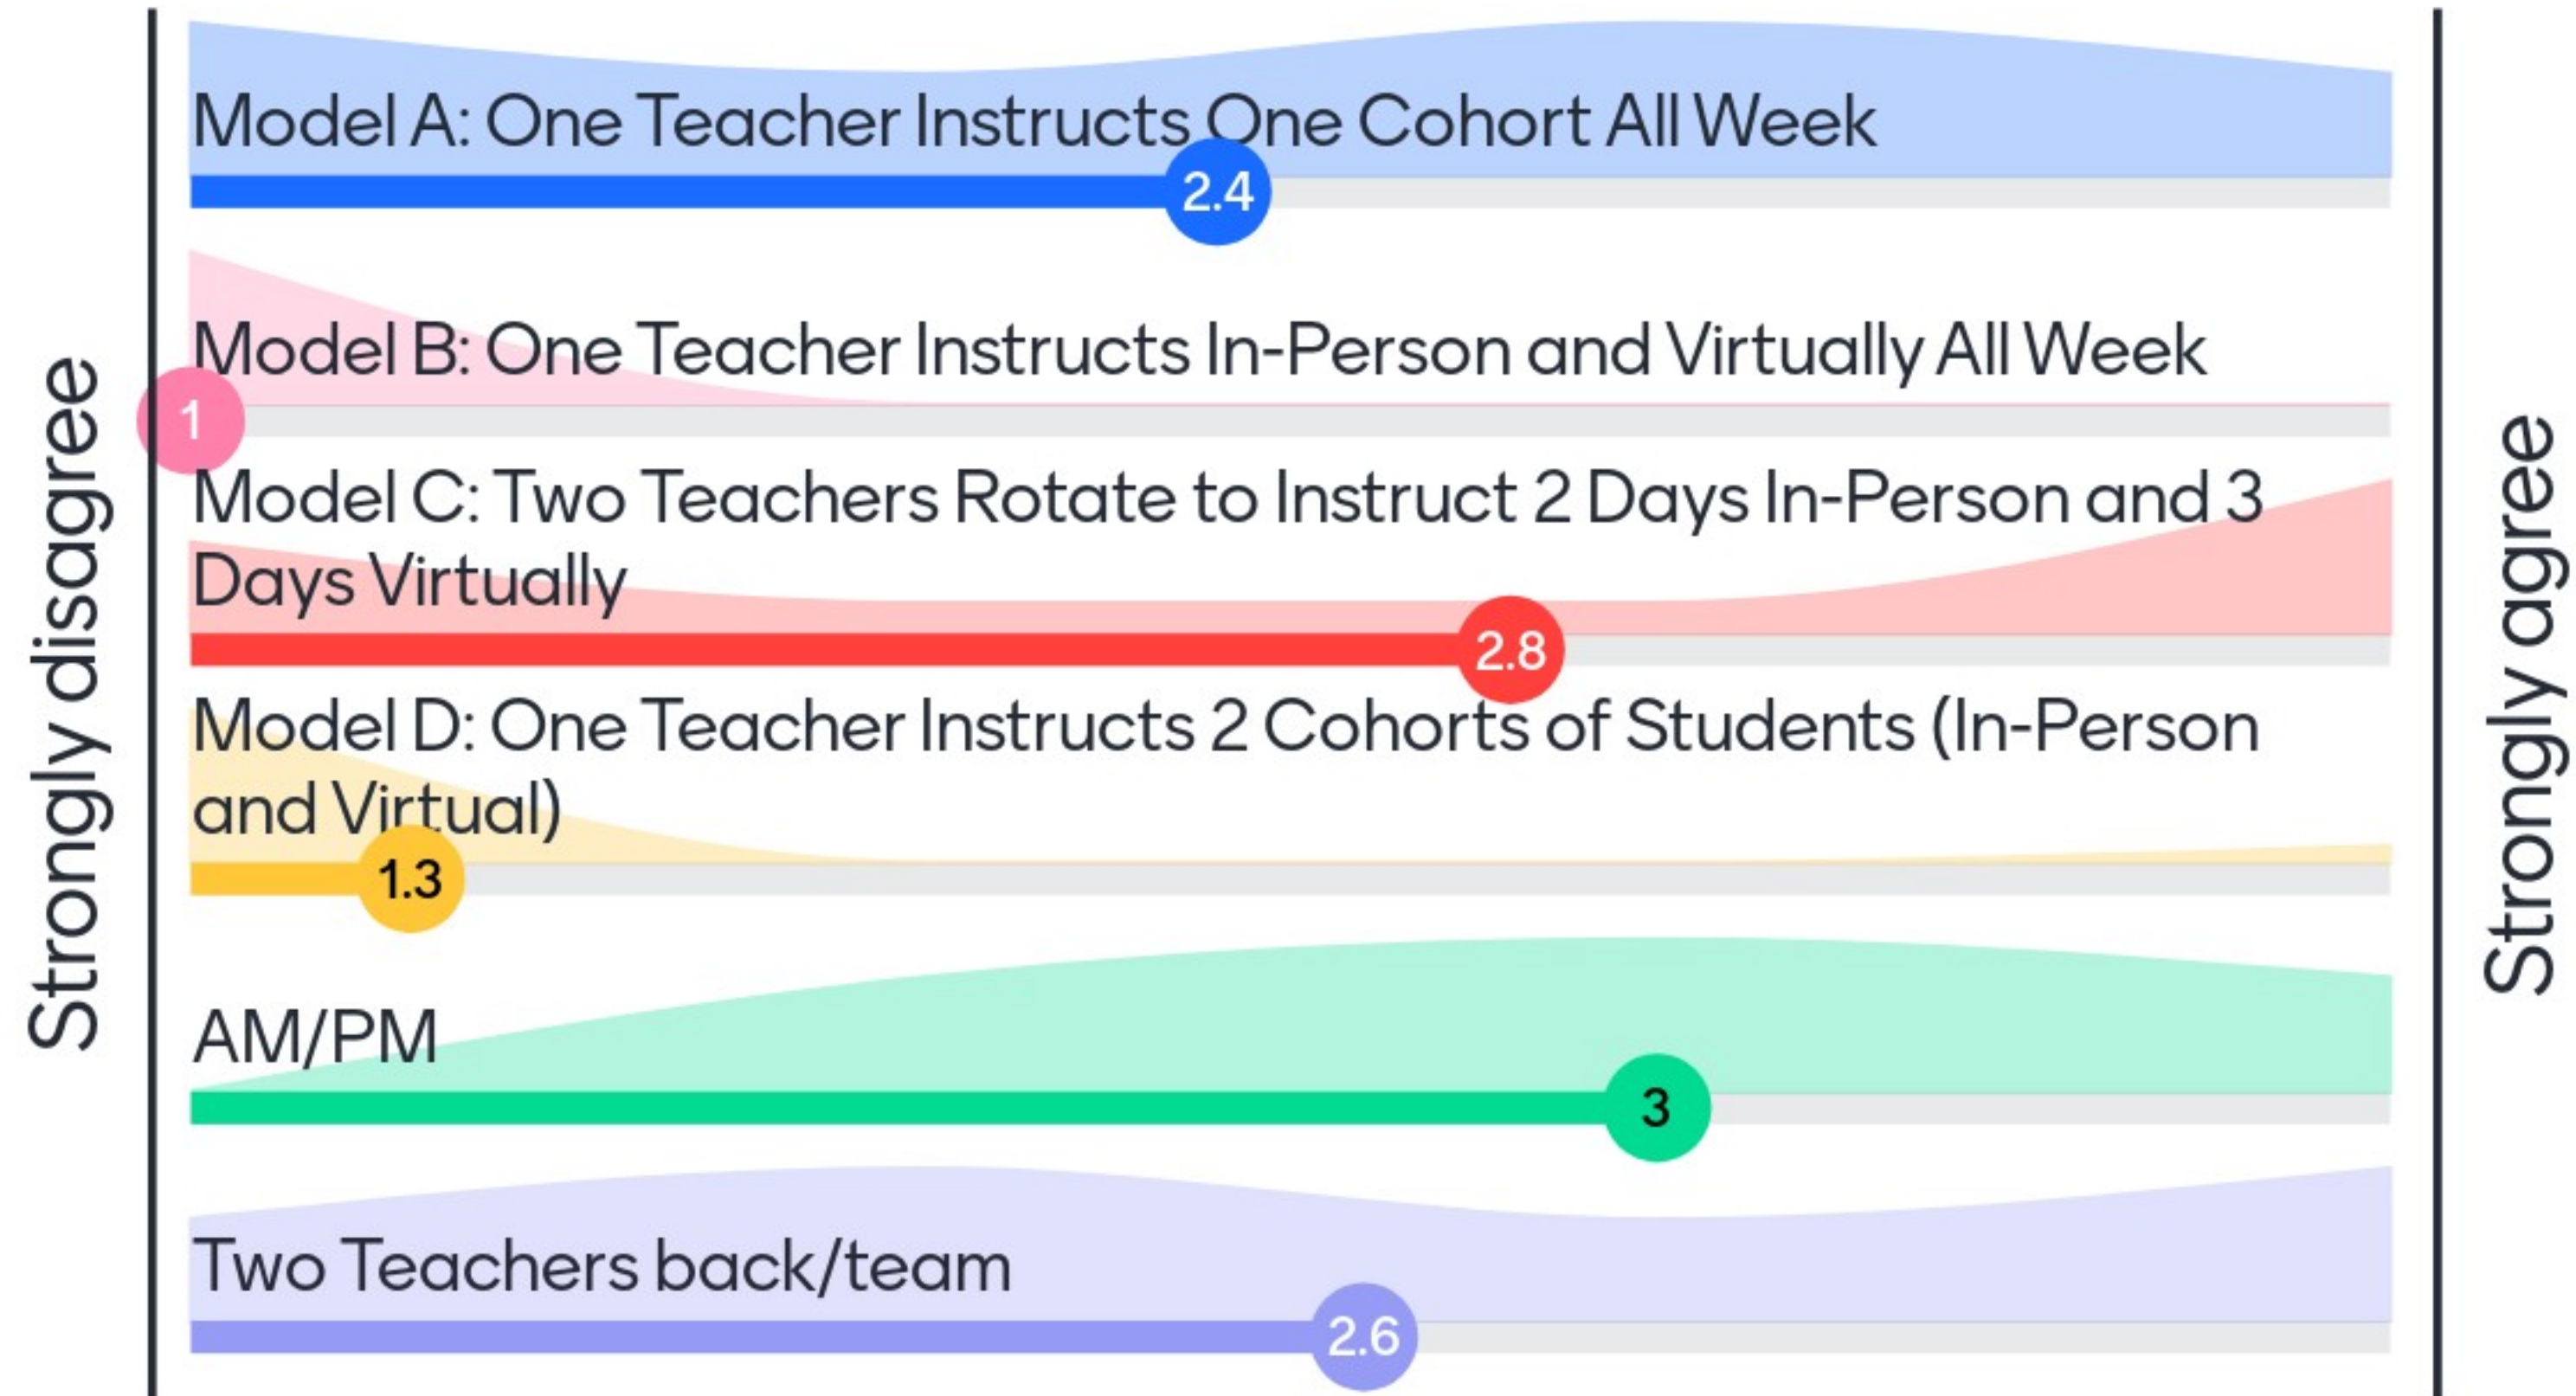 Strongly disagree
Model A: One Teacher Instructs One Cohort All Week
2.4
Model B: One Teacher Instructs In-Person and Virtually All Week
1
Model C: Two Teachers Rotate to Instruct 2 Days In-Person and 3
Days Virtually
2.8
Model D: One Teacher Instructs 2 Cohorts of Students (In-Person
and Virtual)
1.3
AM/PM
3
Two Teachers back/team
2.6
Strongly agree